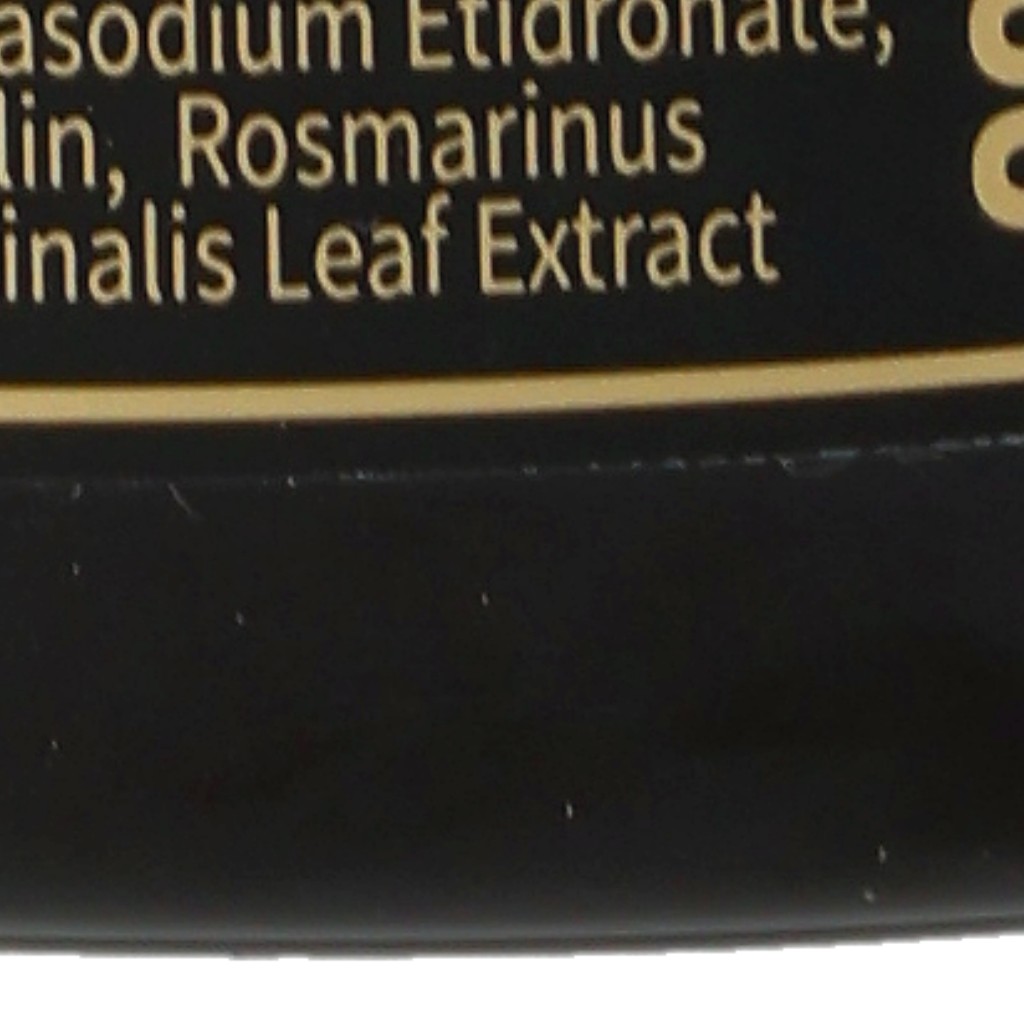 asodium Etidronate,
lin, Rosmarinus
inalis Leaf Extract